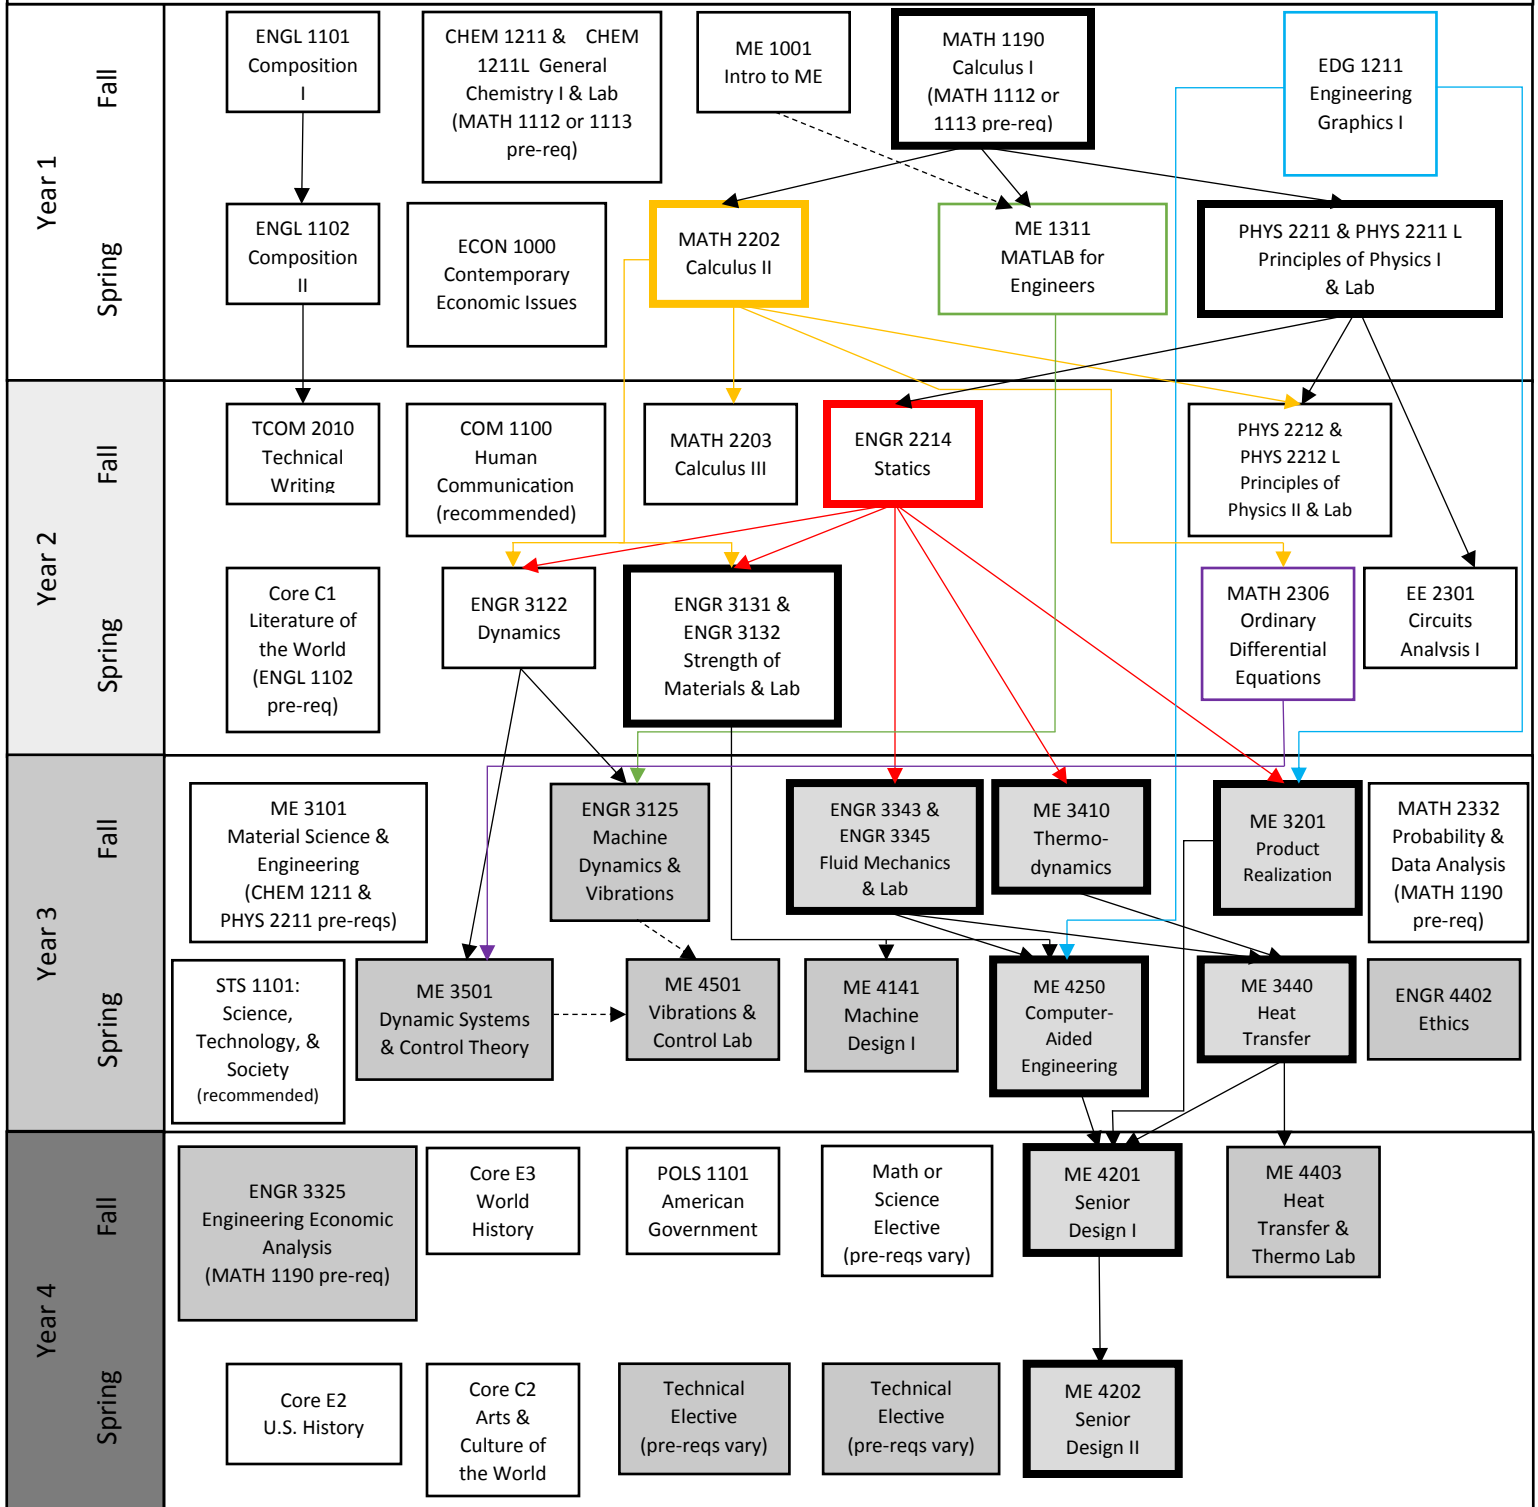 Year 1
Fall
ENGL 1101
Composition
I
CHEM 1211 & CHEM
1211L General
Chemistry I & Lab
(MATH 1112 or 1113
pre-req)
ME 1001
Intro to ME
MATH 1190
Calculus I
(MATH 1112 or
1113 pre-req)
EDG 1211
Engineering
Graphics I
Spring
ENGL 1102
Composition
II
ECON 1000
Contemporary
Economic Issues
MATH 2202
Calculus II
ME 1311
MATLAB for
Engineers
PHYS 2211 & PHYS 2211 L
Principles of Physics I
& Lab
Year 2
Fall
TCOM 2010
Technical
Writing
COM 1100
Human
Communication
(recommended)
MATH 2203
Calculus III
ENGR 2214
Statics
PHYS 2212 &
PHYS 2212 L
Principles of
Physics II & Lab
Spring
Core C1
Literature of
the World
(ENGL 1102
pre-req)
ENGR 3122
Dynamics
ENGR 3131 &
ENGR 3132
Strength of
Materials & Lab
MATH 2306
Ordinary
Differential
Equations
EE 2301
Circuits
Analysis I
Year 3
Fall
ME 3101
Material Science &
Engineering
(CHEM 1211 &
PHYS 2211 pre-reqs)
ENGR 3125
Machine
Dynamics &
Vibrations
ENGR 3343 &
ENGR 3345
Fluid Mechanics
& Lab
ME 3410
Thermo-
dynamics
ME 3201
Product
Realization
MATH 2332
Probability &
Data Analysis
(MATH 1190
pre-req)
Spring
STS 1101:
Science,
Technology, &
Society
(recommended)
ME 3501
Dynamic Systems
& Control Theory
ME 4501
Vibrations &
Control Lab
ME 4141
Machine
Design I
ME 4250
Computer-
Aided
Engineering
ME 3440
Heat
Transfer
ENGR 4402
Ethics
Year 4
Fall
ENGR 3325
Engineering Economic
Analysis
(MATH 1190 pre-req)
Core E3
World
History
POLS 1101
American
Government
Math or
Science
Elective
(pre-reqs vary)
ME 4201
Senior
Design I
ME 4403
Heat
Transfer &
Thermo Lab
Spring
Core E2
U.S. History
Core C2
Arts &
Culture of
the World
Technical
Elective
(pre-reqs vary)
Technical
Elective
(pre-reqs vary)
ME 4202
Senior
Design II